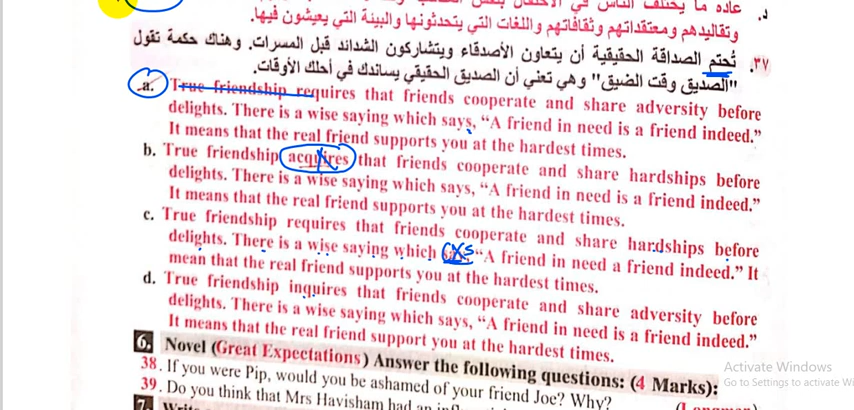 عادة ما يختلف الناس في
د.
وتقاليدهم ومعتقداتهم وثقافاتهم واللغات التي يتحدثونها والبيئة التي يعيشون فيها.
٣٧. تُحتم الصداقة الحقيقية أن يتعاون الأصدقاء ويتشاركون الشدائد قبل المسرات. وهناك حكمة تقول
"الصديق وقت الضيق" وهي تعني أن الصديق الحقيقي يساندك في أحلك الأوقات.
a. True friendship requires that friends cooperate and share adversity before
delights. There is a wise saying which says, “A friend in need is a friend indeed.”
It means that the real friend supports you at the hardest times.
b. True friendship acquires that friends cooperate and share hardships before
delights. There is a wise saying which says, “A friend in need is a friend indeed.”
It means that the real friend supports you at the hardest times.
c. True friendship requires that friends cooperate and share hardships before
delights. There is a wise saying which “A friend in need a friend indeed.” It
mean that the real friend supports you at the hardest times.
d. True friendship inquires that friends cooperate and share adversity before
delights. There is a wise saying which says, “A friend in need is a friend indeed.”
It means that the real friend support you at the hardest times.
6. Novel (Great Expectations) Answer the following questions: (4 Marks):
38. If you were Pip, would you be ashamed of your friend Joe? Why?
39. Do you think that Mrs Havisham had an
7.
Activate Windows
Go to Settings to activate Wi